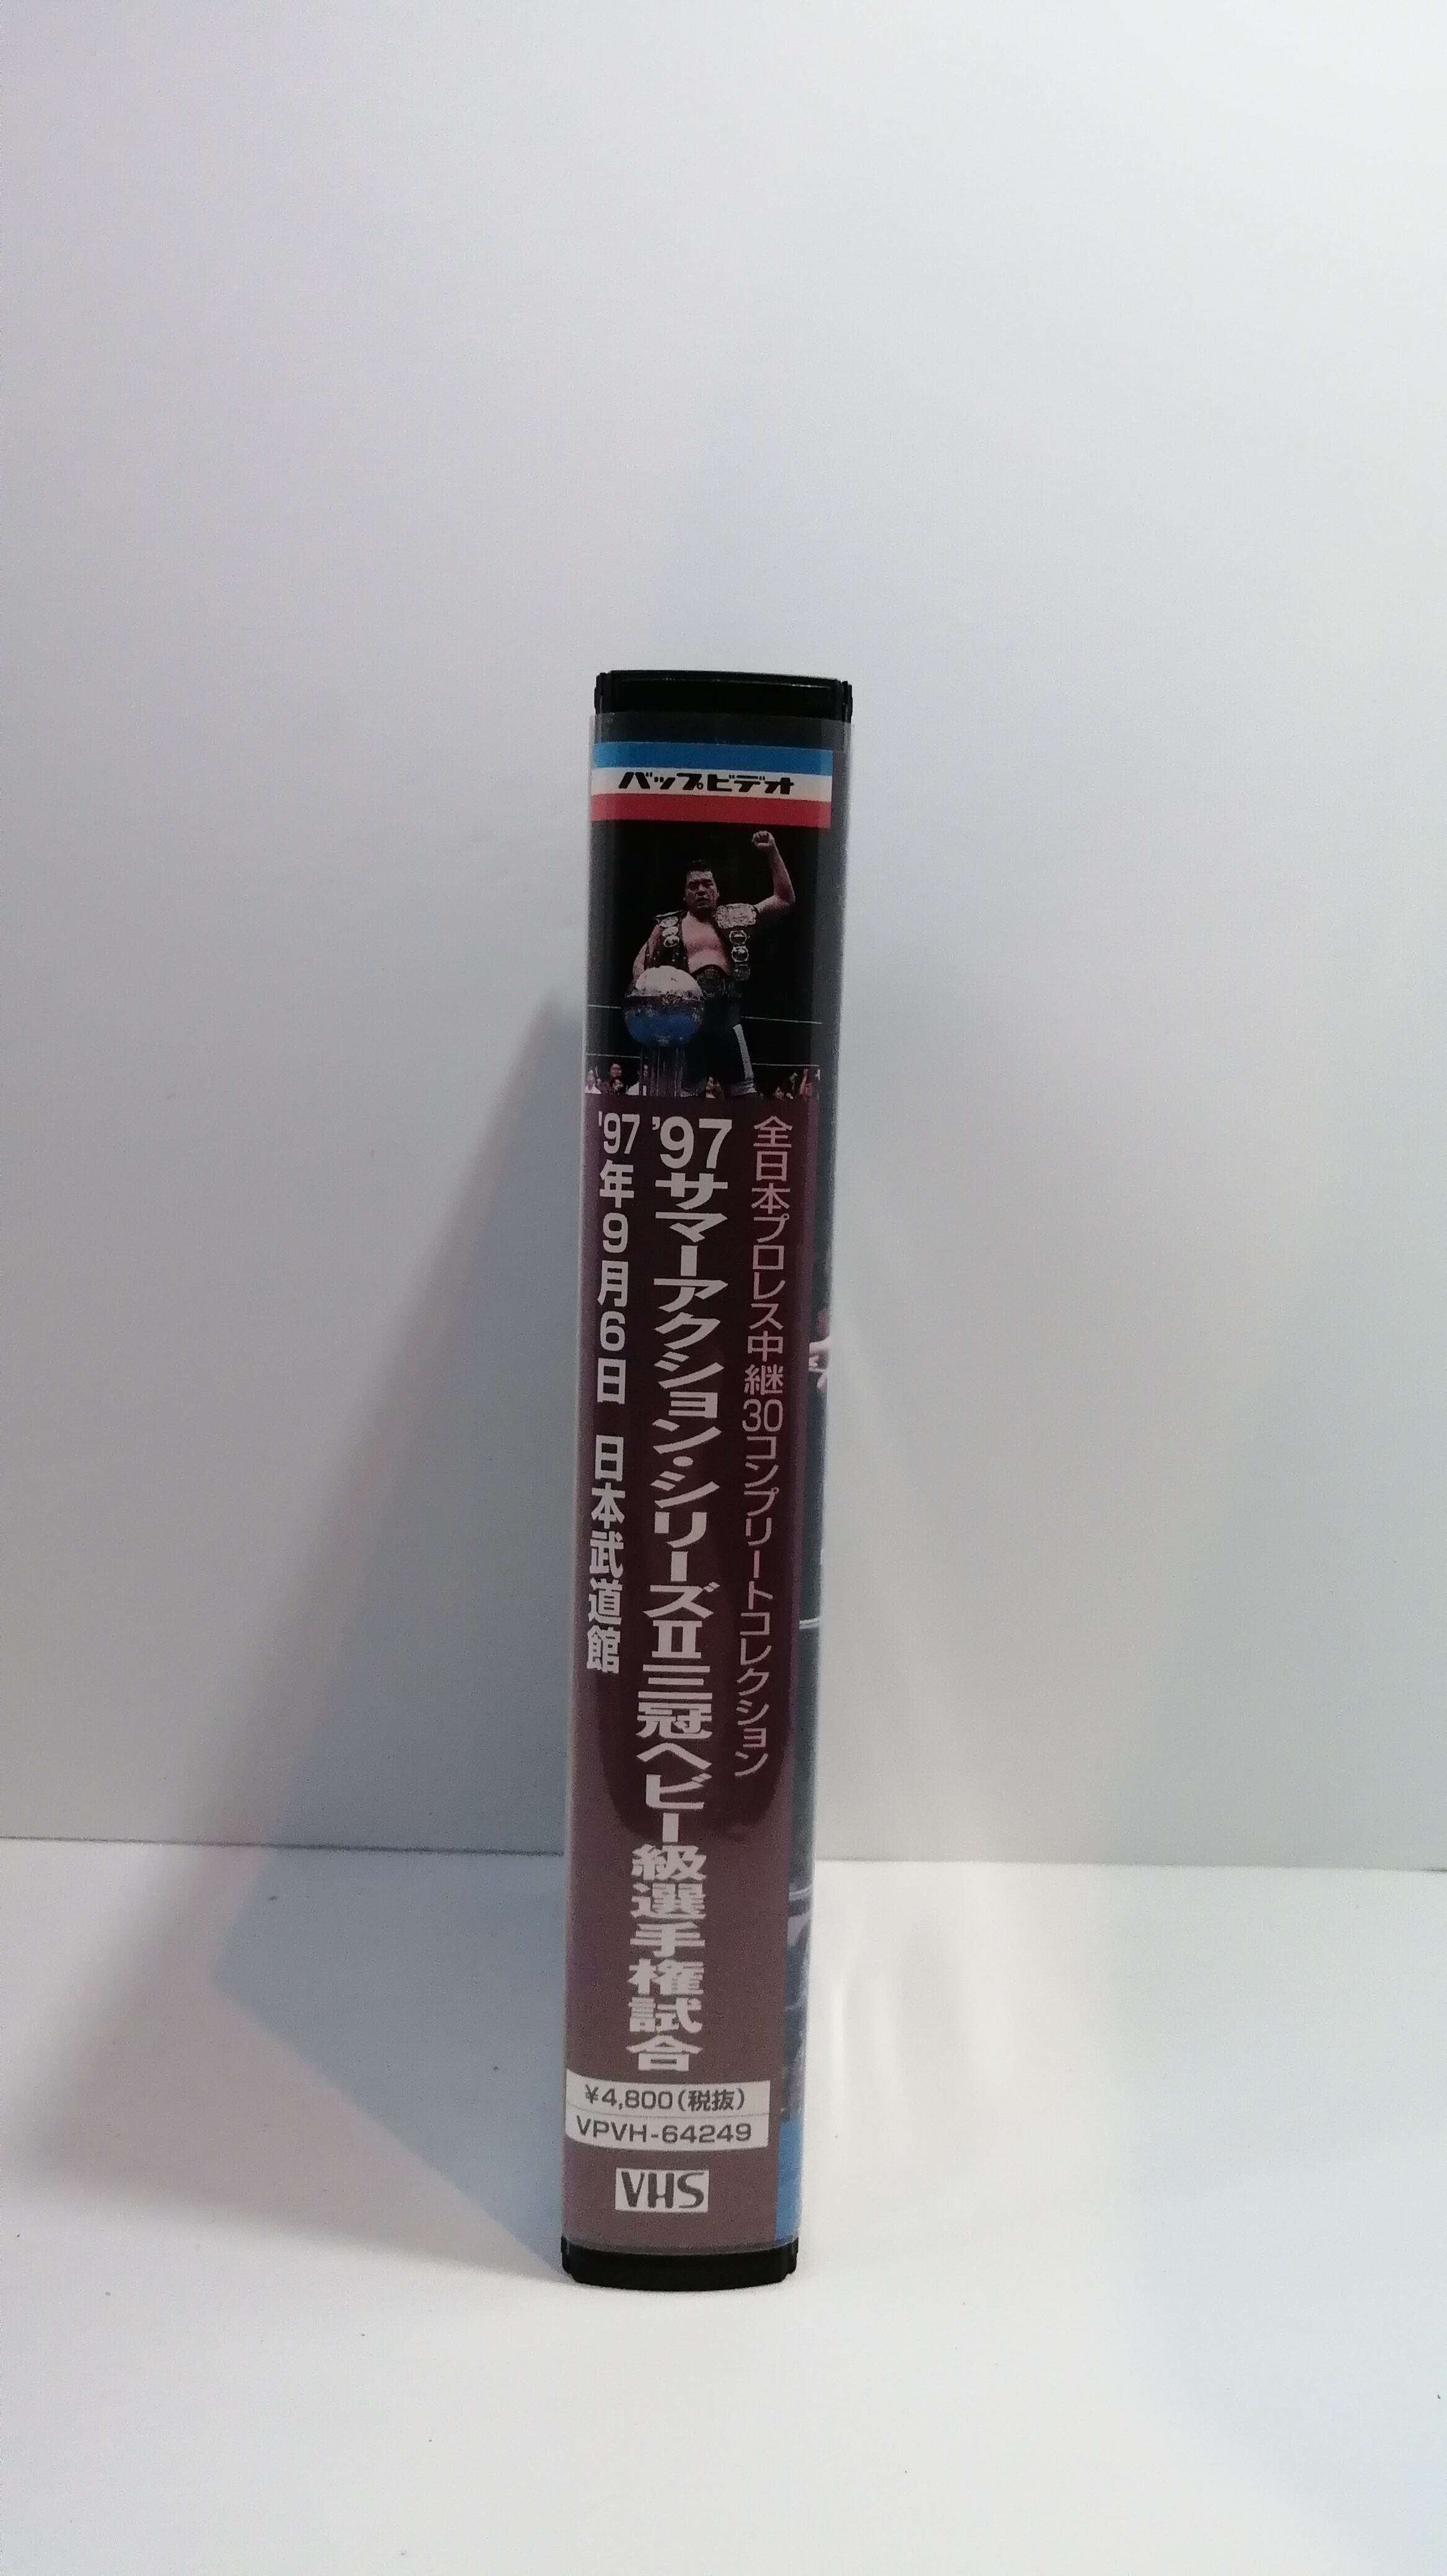 バップビデオ
全日本プロレス中継30コンプリートコレクション
'97サマーアクション・シリーズⅡ三冠ヘビー級選手権試合
'97年9月6日 日本武道館
¥4,800(税抜)
VPVH-64249
VHS